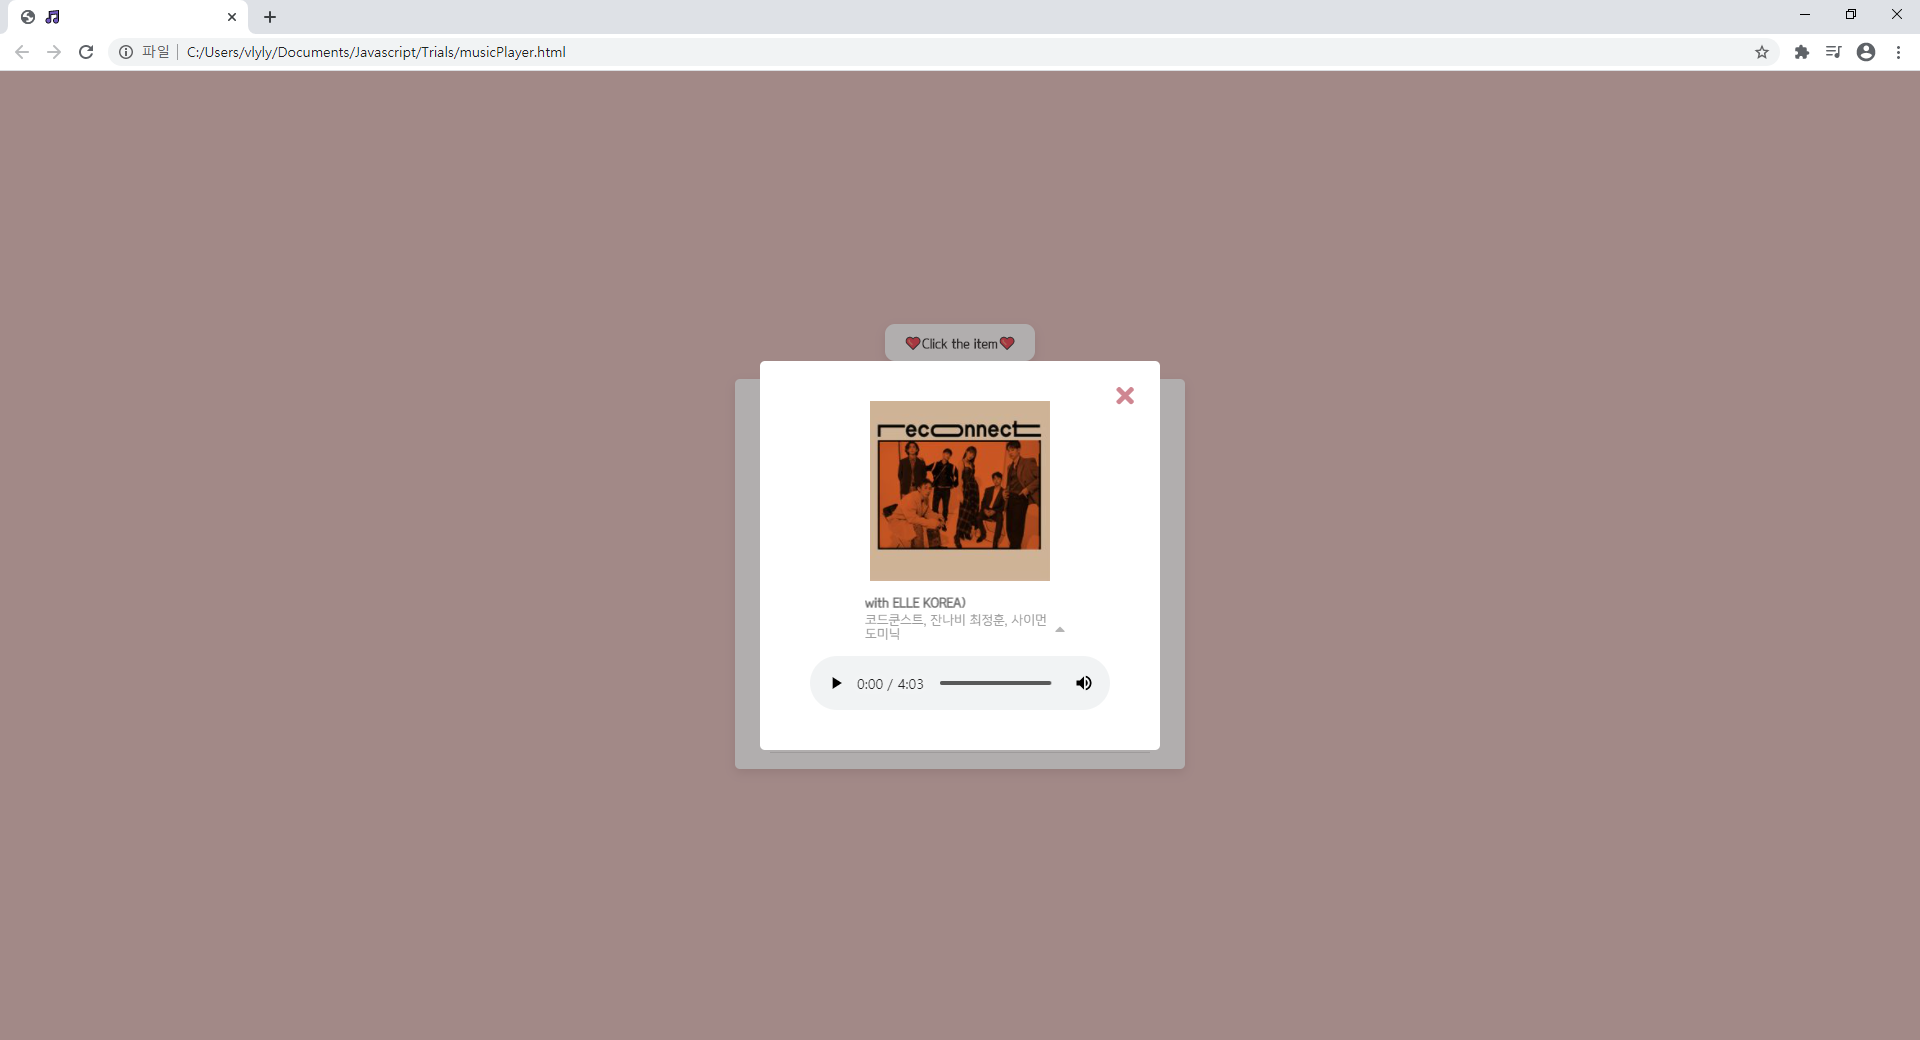 파일 C:/Users/vlyly/Documents/Javascript/Trials/musicPlayer.html
Click the item
reconnect
with ELLE KOREA)
코드쿤스트, 잔나비 최정훈, 사이먼
도미닉
0:00 / 4:03